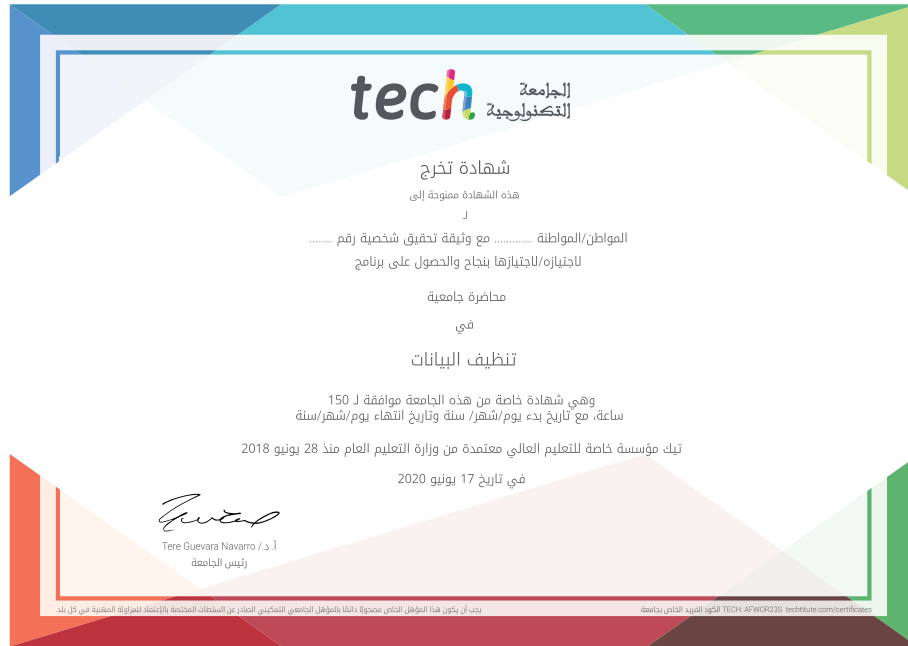 tech الجامعة
التكنولوجية
شهادة تخرج
هذه الشهادة ممنوحة إلى
لـ
المواطن/المواطنة ............ مع وثيقة تحقيق شخصية رقم ........
لاجتيازه/لاجتيازها بنجاح والحصول على برنامج
محاضرة جامعية
في
تنظيف البيانات
وهي شهادة خاصة من هذه الجامعة موافقة لـ 150
ساعة، مع تاريخ بدء يوم/شهر/ سنة وتاريخ انتهاء يوم/شهر/سنة
تيك مؤسسة خاصة للتعليم العالي معتمدة من وزارة التعليم العام منذ 28 يونيو 2018
في تاريخ 17 يونيو 2020
أ. د./ Tere Guevara Navarro
رئيس الجامعة
يجب أن يكون هذا المؤهل الخاص مصحوبًا دائمًا بالمؤهل الجامعي التمكيني الصادر عن السلطات المختصة بالإعتماد للمزاولة المهنية في كل بلد.
الكود الفريد الخاص بجامعة TECH: AFWOR23S techtitute.com/certificates